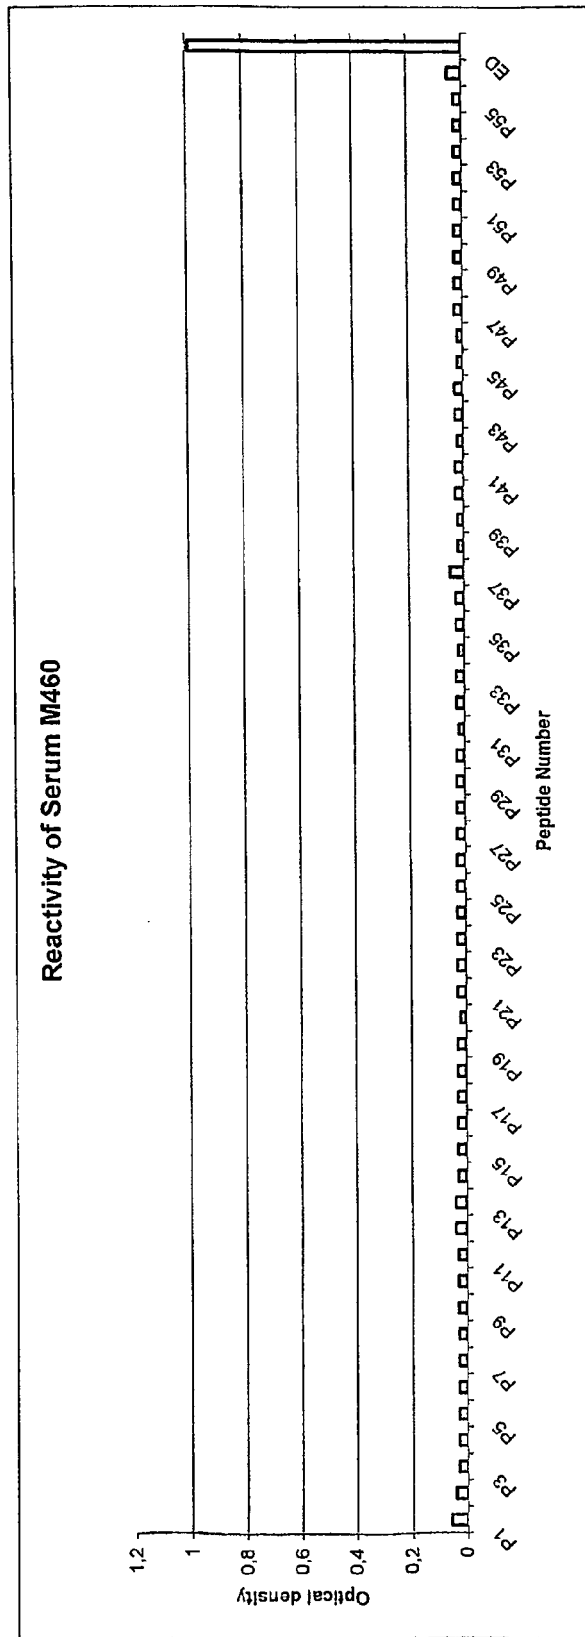 Reactivity of Serum M460
Optical density
1,2
1
0,8
0,6
0,4
0,2
0
P1
P3
P5
P7
P9
P11
P13
P15
P17
P19
P21
P23
P25
P27
P29
P31
P33
P35
P37
P39
P41
P43
P45
P47
P49
P51
P53
P55
ED
Peptide Number